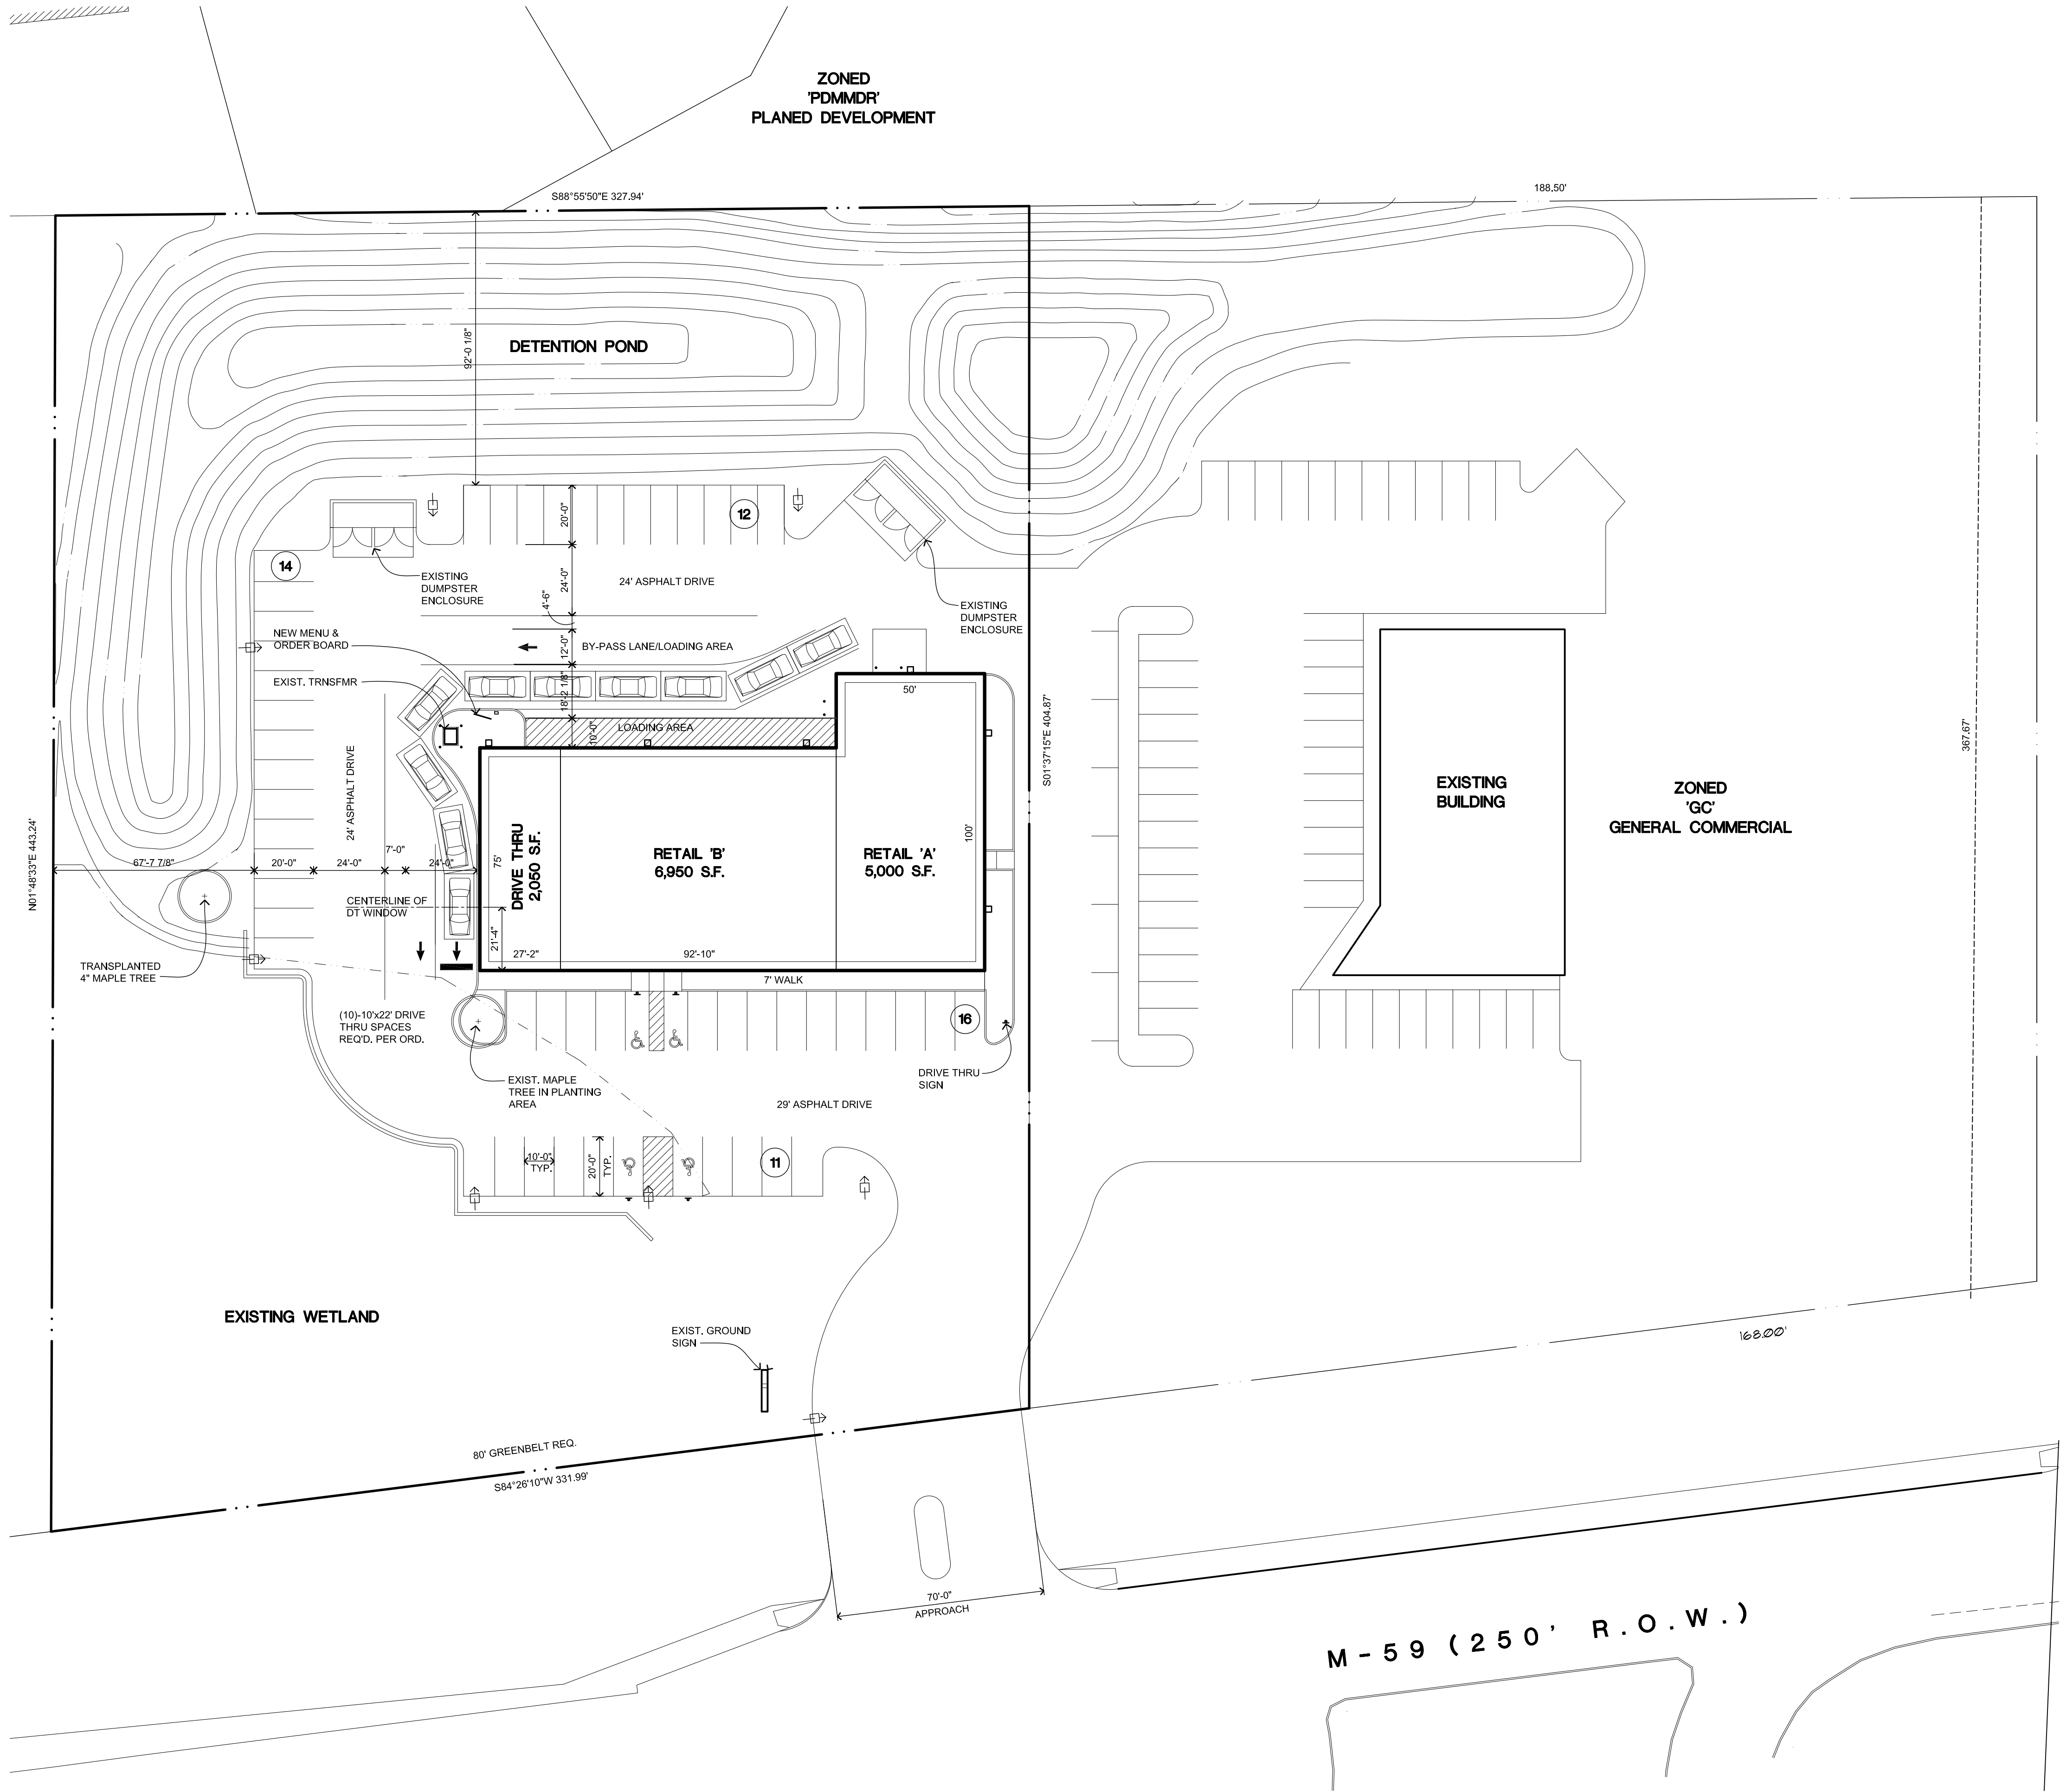 ZONED
'PDMMDR'
PLANED DEVELOPMENT
S88°55'50"E 327.94'
188.50'
92'-0 1/8"
DETENTION POND
12
20'-0"
14
EXISTING
DUMPSTER
ENCLOSURE
24'-0"
24' ASPHALT DRIVE
4'-6"
EXISTING
DUMPSTER
ENCLOSURE
NEW MENU &
ORDER BOARD
12'-0"
BY-PASS LANE/LOADING AREA
EXIST. TRNSFMR
18'-2 1/8"
50'
LOADING AREA
10'-0"
S01°37'15"E 404.87'
367.67'
24' ASPHALT DRIVE
EXISTING
BUILDING
ZONED
'GC'
GENERAL COMMERCIAL
N01°48'33"E 443.24'
67'-7 7/8"
20'-0"
24'-0"
7'-0"
24'-0"
75'
DRIVE THRU
2,050 S.F.
RETAIL 'B'
6,950 S.F.
RETAIL 'A'
5,000 S.F.
100'
CENTERLINE OF
DT WINDOW
21'-4"
27'-2"
92'-10"
TRANSPLANTED
4" MAPLE TREE
7' WALK
(10)-10'x22' DRIVE
THRU SPACES
REQ'D. PER ORD.
16
EXIST. MAPLE
TREE IN PLANTING
AREA
DRIVE THRU
SIGN
29' ASPHALT DRIVE
10'-0"
TYP.
20'-0"
TYP.
11
EXISTING WETLAND
EXIST. GROUND
SIGN
168.00'
80' GREENBELT REQ.
S84°26'10"W 331.99'
70'-0"
APPROACH
M-59 (250' R.O.W.)